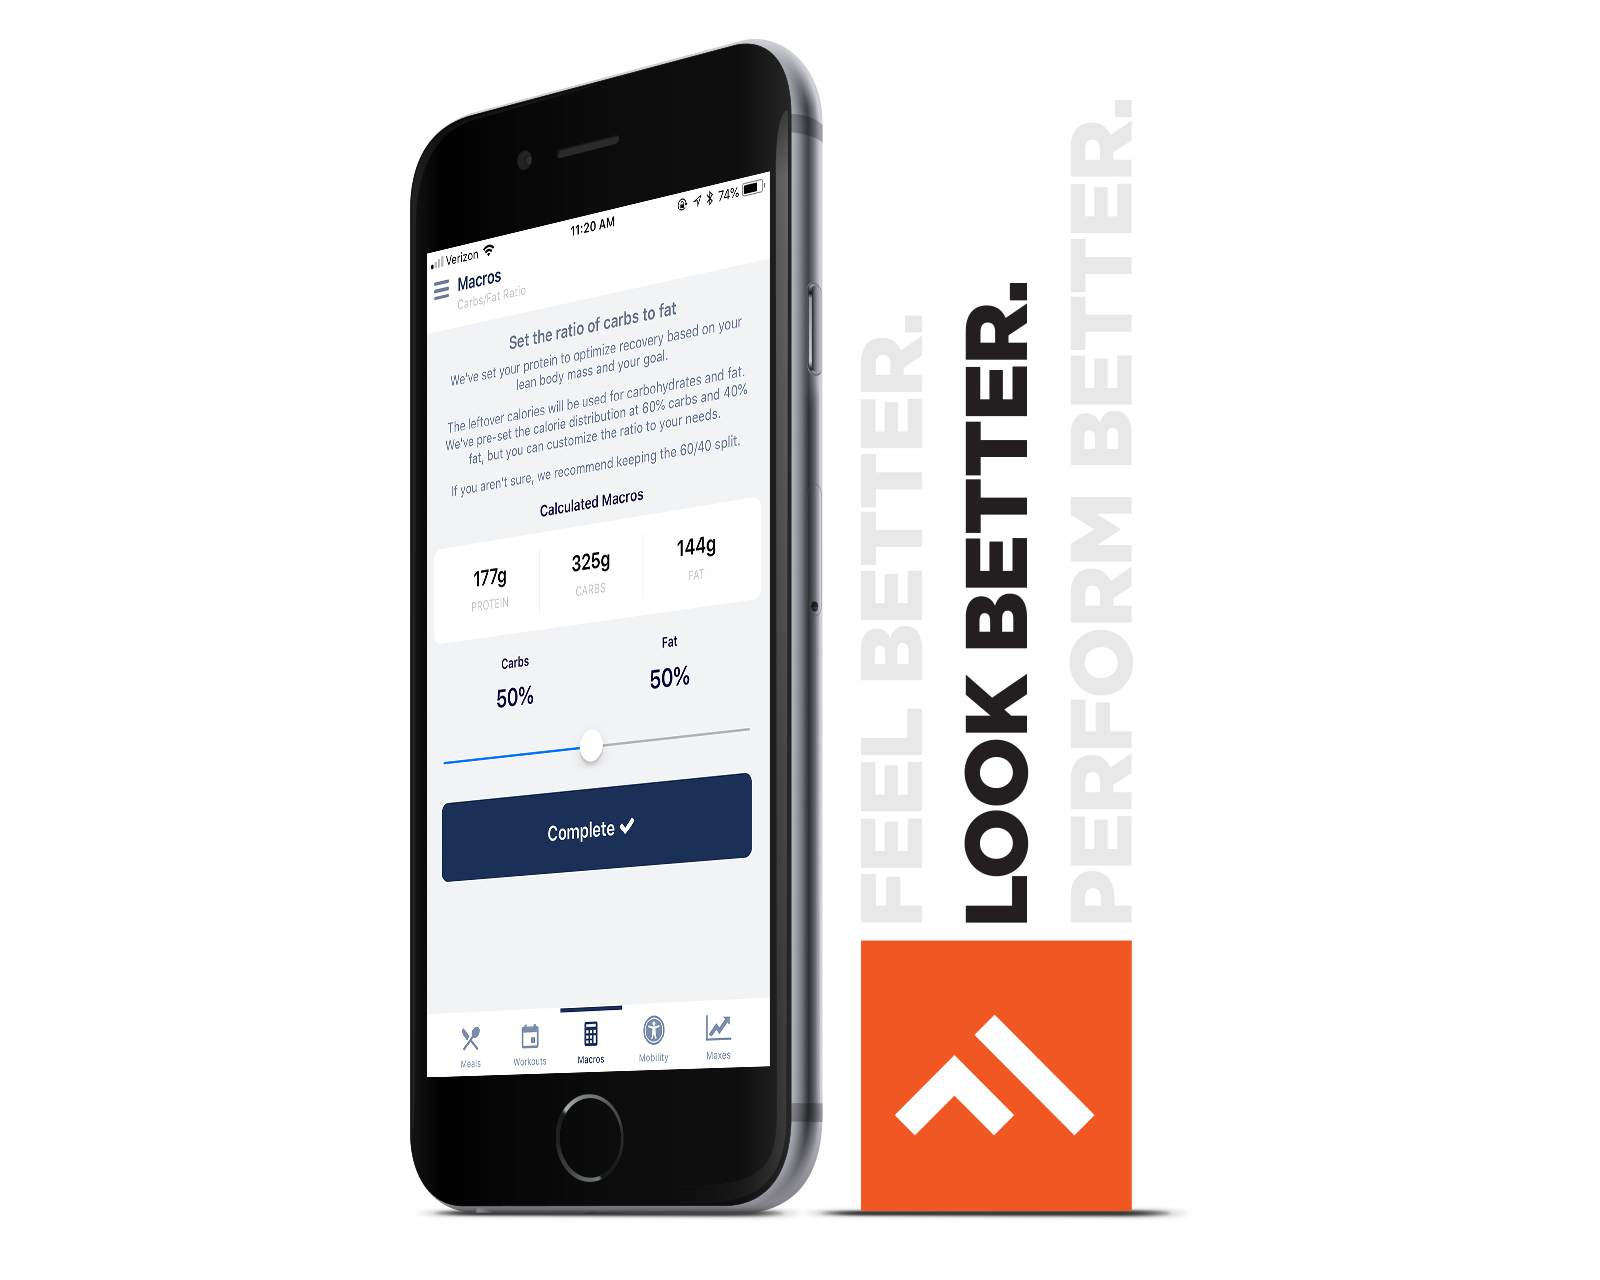 Verizon
11:20 AM
74%
Macros
Carbs/Fat Ratio
Set the ratio of carbs to fat
We've set your protein to optimize recovery based on your
lean body mass and your goal.
The leftover calories will be used for carbohydrates and fat.
We've pre-set the calorie distribution at 60% carbs and 40%
fat, but you can customize the ratio to your needs.
If you aren't sure, we recommend keeping the 60/40 split.
Calculated Macros
177g
PROTEIN
325g
CARBS
144g
FAT
Carbs
50%
Fat
50%
Complete
Meals
Workouts
Macros
Mobility
Maxes
FEEL BETTER.
LOOK BETTER.
PERFORM BETTER.